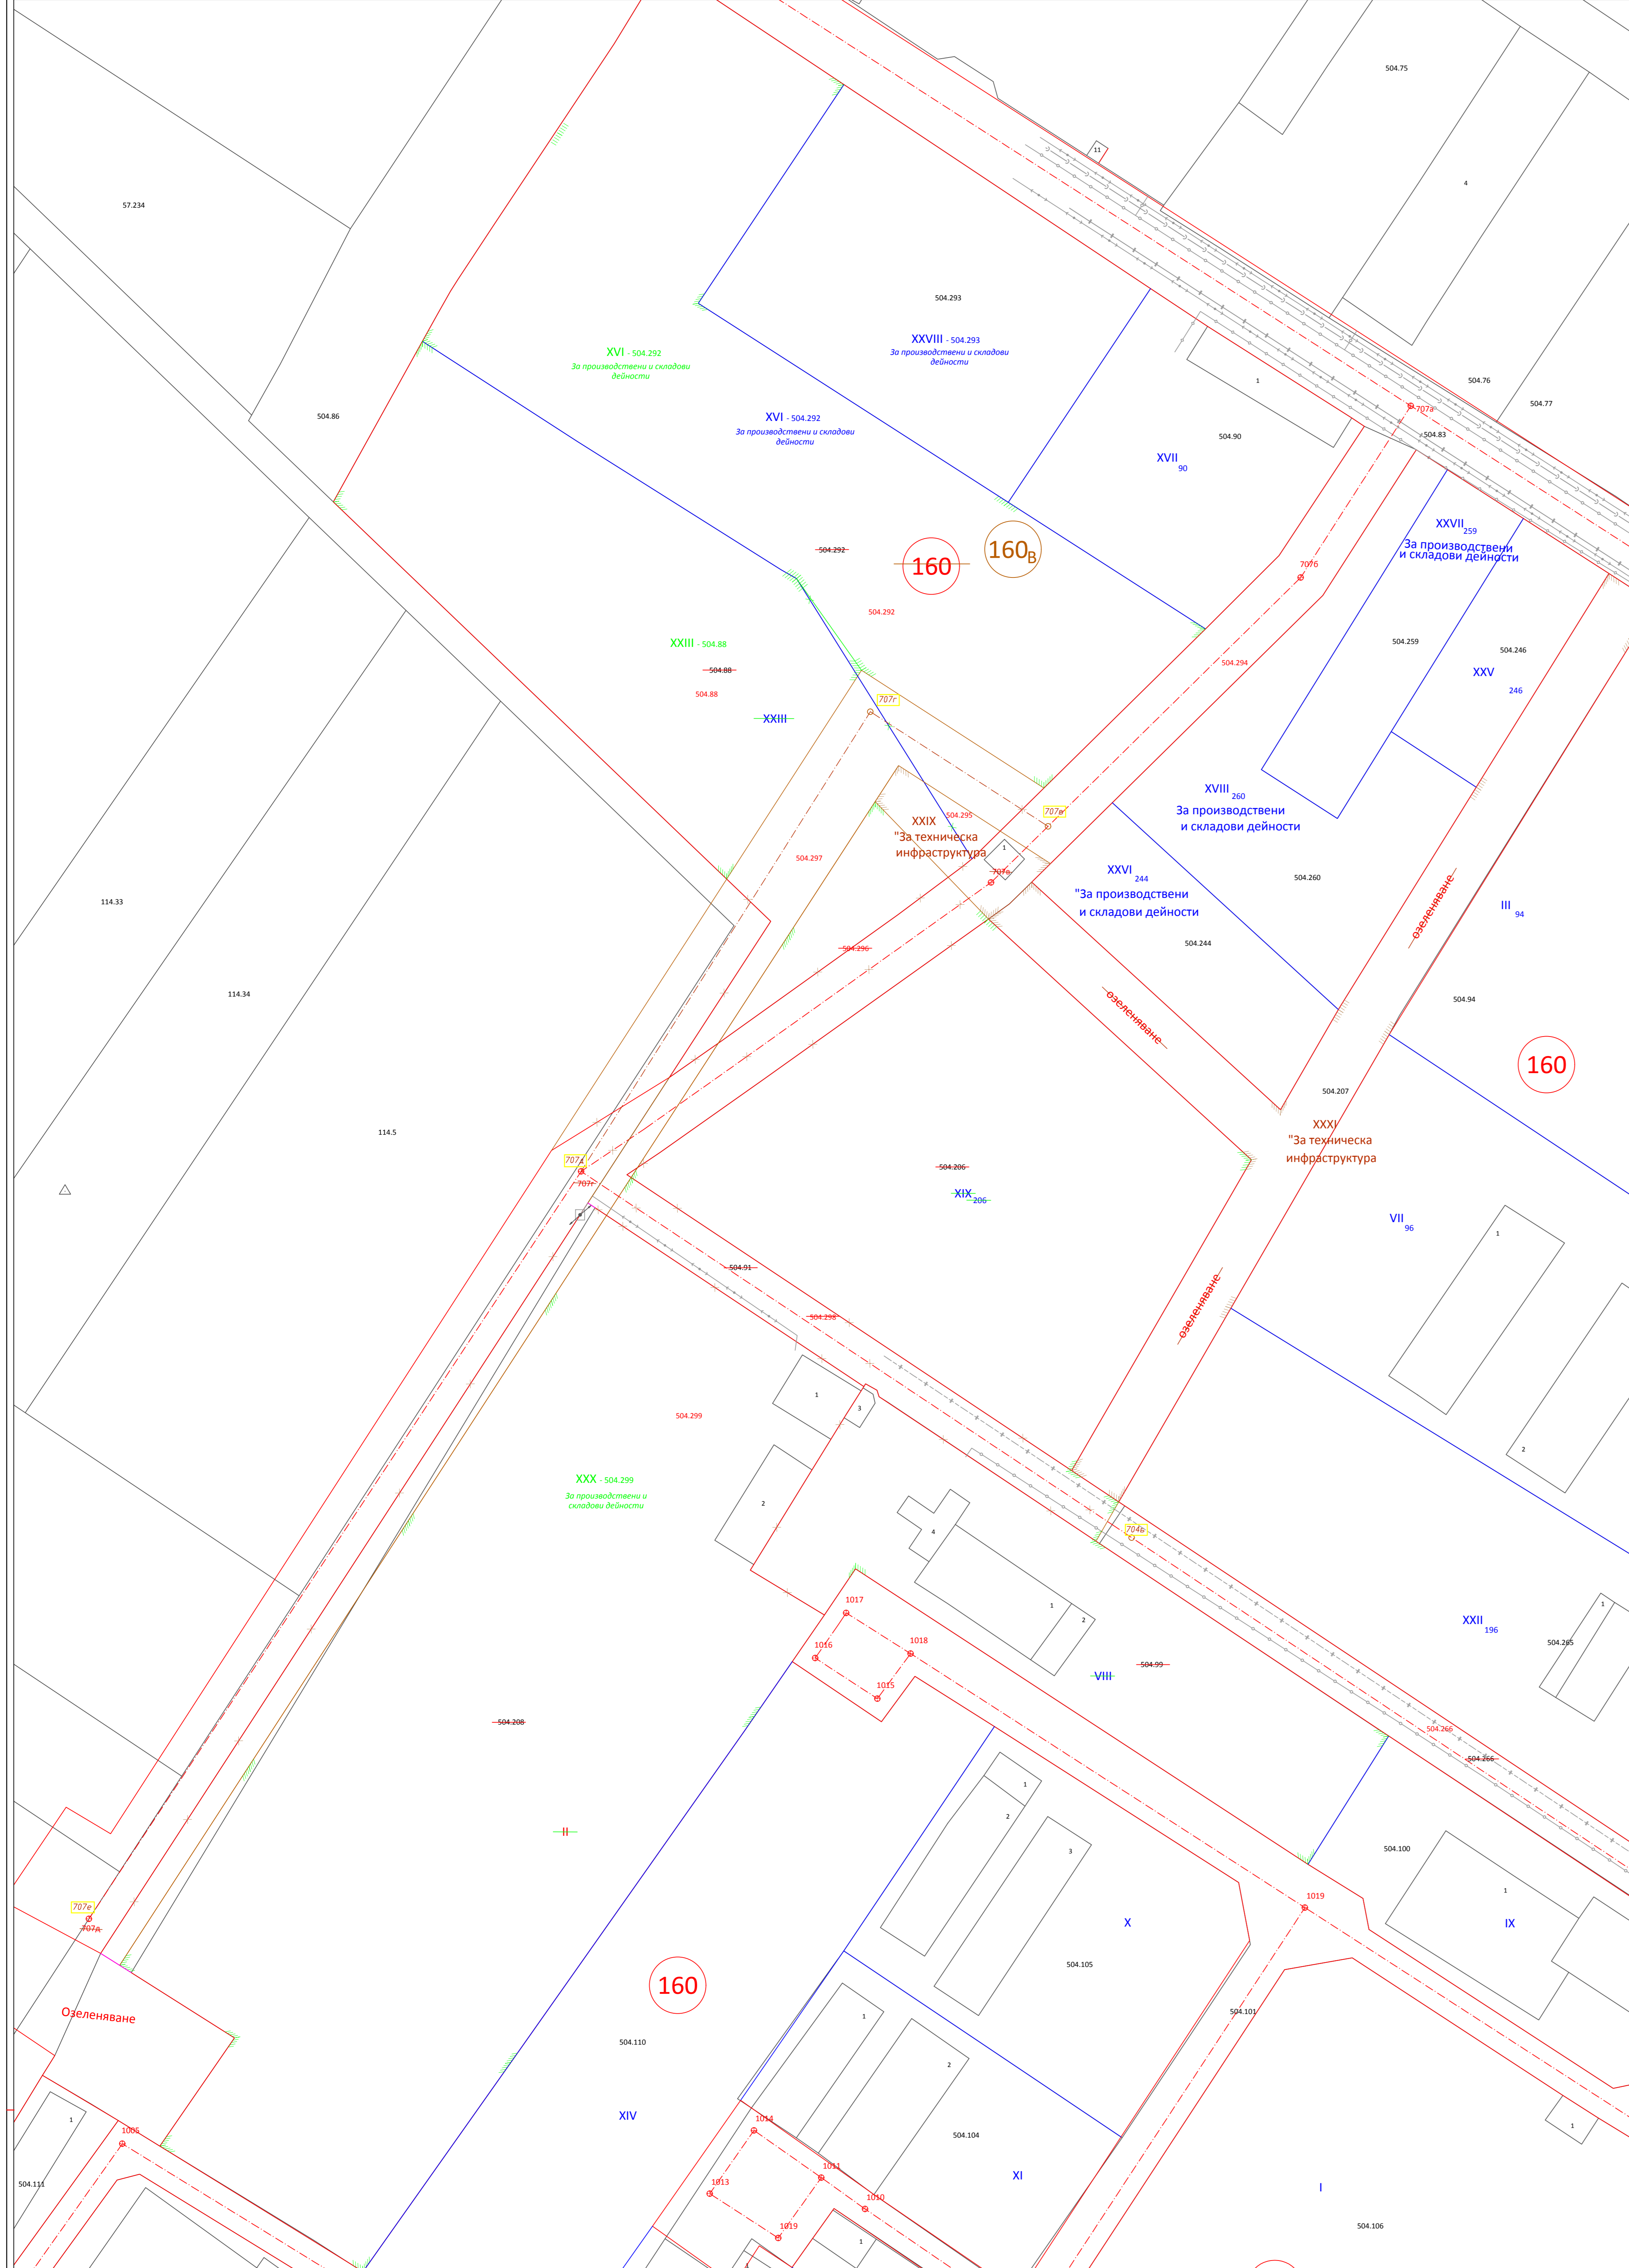 504.75
11
4
57.234
504.293
XXVIII - 504.293
За производствени и складови
дейности
XVI - 504.292
За производствени и складови
дейности
1
504.76
504.77
707а
504.86
XVI - 504.292
За производствени и складови
дейности
504.83
504.90
XVII 90
XXVII 259
За производствени
и складови дейности
504.292
160
160В
707б
504.292
504.259
504.246
XXIII - 504.88
504.88
504.294
XXV
246
504.88
707г
XXIII
XVIII 260
За производствени
и складови дейности
707в
504.295
XXIX
"За техническа
инфраструктура
1
504.297
707в
XXVI 244
"За производствени
и складови дейности
504.260
озеленяване
114.33
III 94
504.244
504.296
114.34
504.94
озеленяване
160
504.207
114.5
XXXI
"За техническа
инфраструктура
707д
504.206
707г
XIX 206
VII 96
1
504.91
озеленяване
504.298
1
3
504.299
2
XXX - 504.299
За производствени и
складови дейности
2
4
704б
1017
1
2
1
XXII 196
1018
1016
504.265
504.99
VIII
1015
504.208
504.266
504.266
1
2
II
3
504.100
1
1019
707е
707д
X
IX
504.105
160
Озеленяване
1
504.101
504.110
2
XIV
1
1014
1
1005
504.104
1011
XI
504.111
1013
I
1010
504.106
1019
1
1